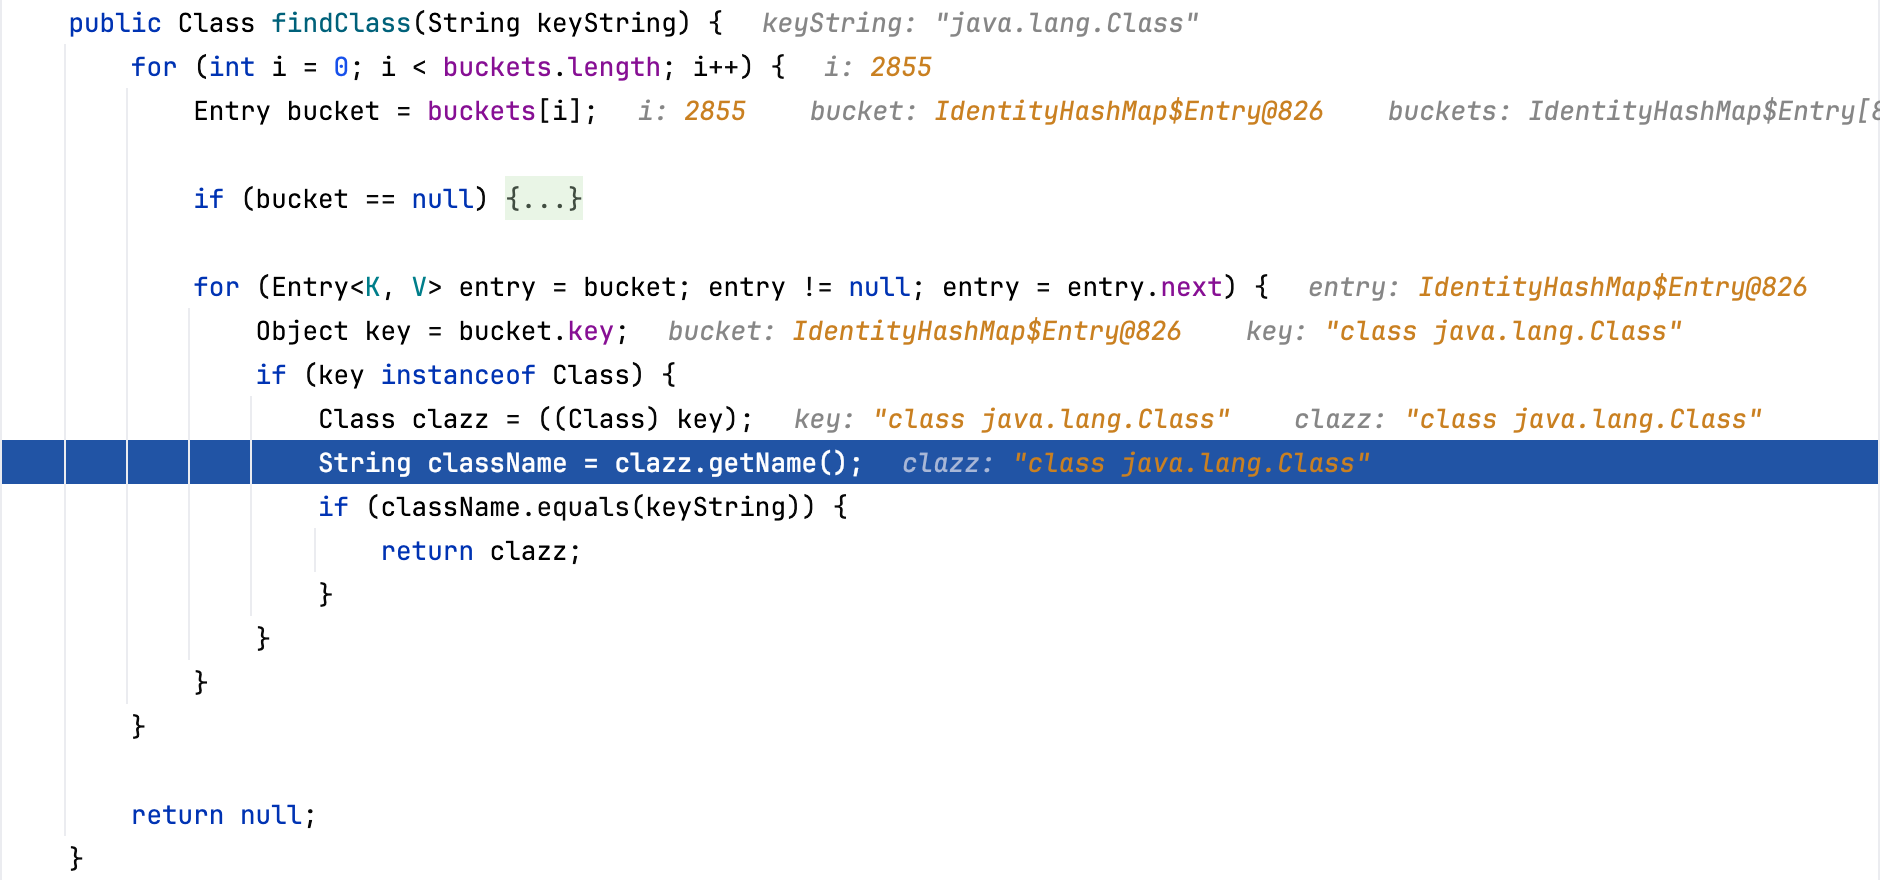 public Class findClass(String keyString) {   keyString: "java.lang.Class"
    for (int i = 0; i < buckets.length; i++) {   i: 2855
        Entry bucket = buckets[i];   i: 2855    bucket: IdentityHashMap$Entry@826    buckets: IdentityHashMap$Entry[8
        if (bucket == null) {...}
        for (Entry<K, V> entry = bucket; entry != null; entry = entry.next) {   entry: IdentityHashMap$Entry@826
            Object key = bucket.key;   bucket: IdentityHashMap$Entry@826    key: "class java.lang.Class"
            if (key instanceof Class) {
                Class clazz = ((Class) key);   key: "class java.lang.Class"    clazz: "class java.lang.Class"
                String className = clazz.getName();   clazz: "class java.lang.Class"
                if (className.equals(keyString)) {
                    return clazz;
                }
            }
        }
    }
    return null;
}